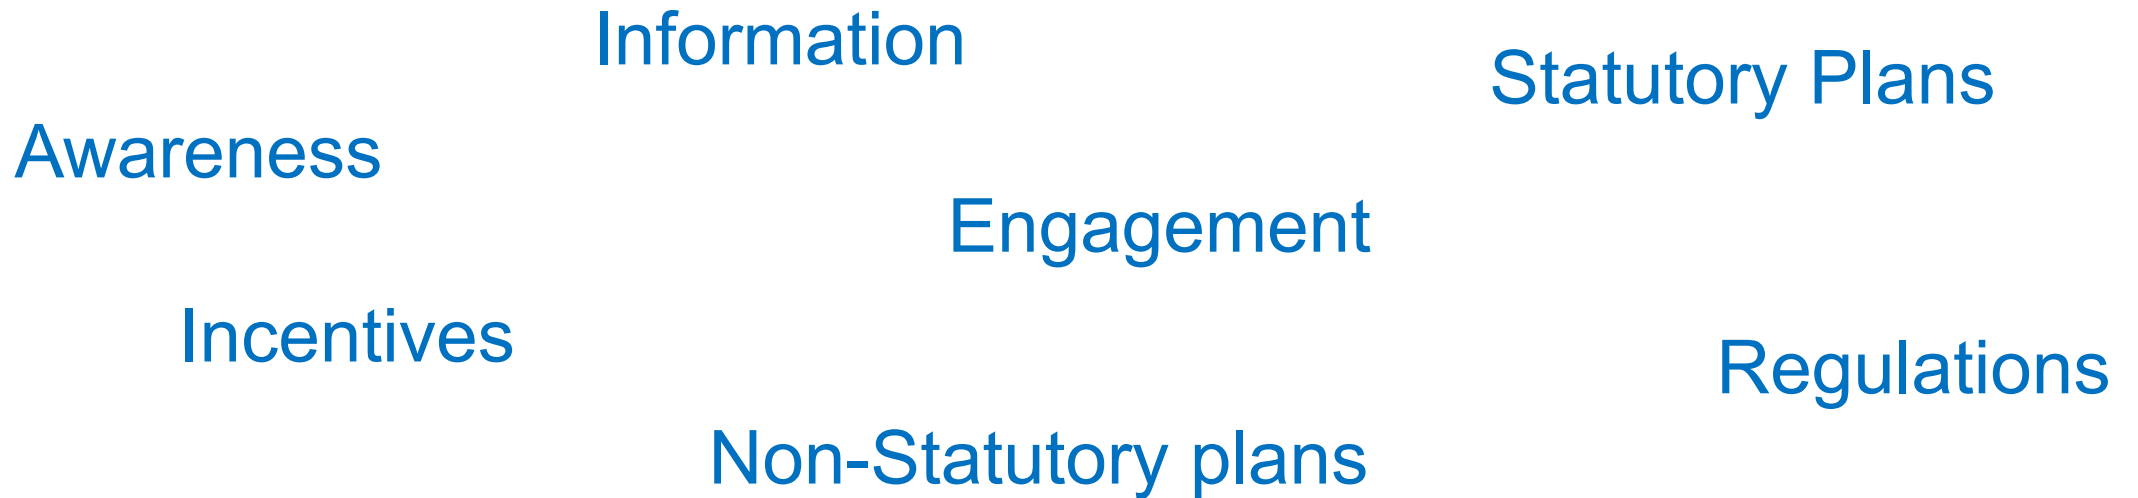 Information
Statutory Plans
Awareness
Engagement
Incentives
Regulations
Non-Statutory plans